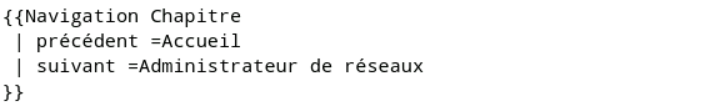 {{Navigation Chapitre
 | précédent =Accueil
 | suivant =Administrateur de réseaux
}}